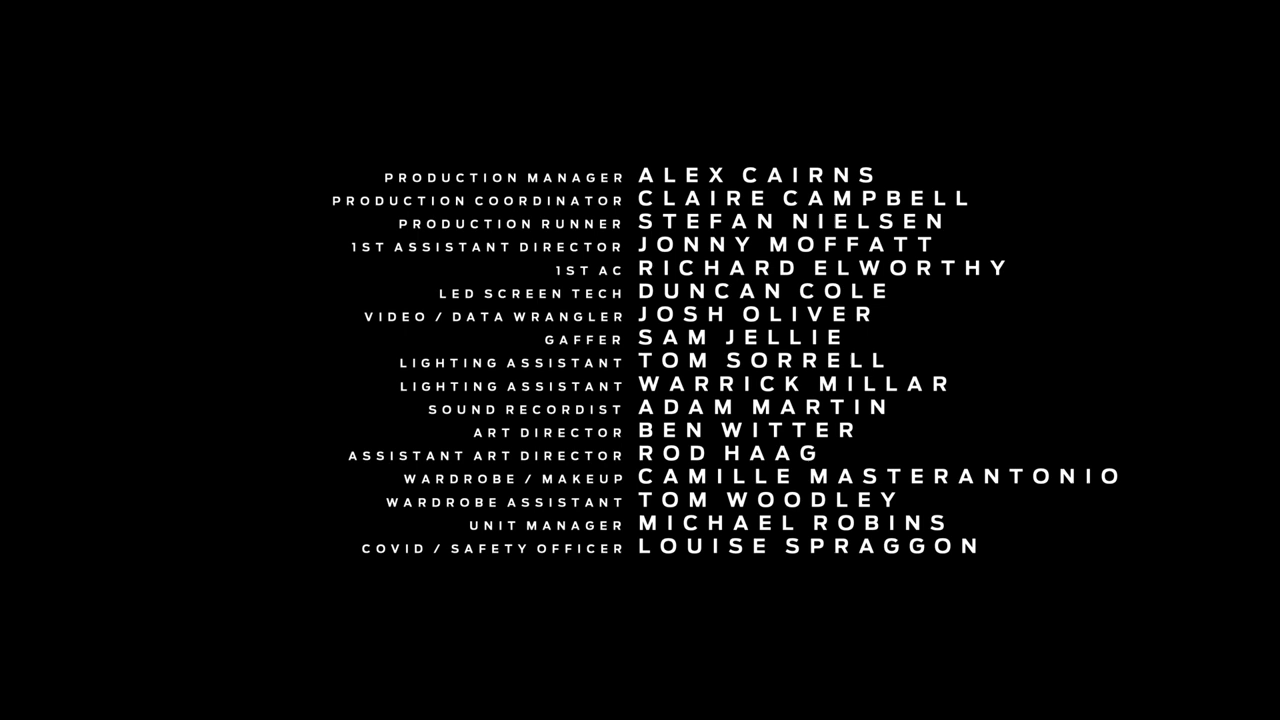 PRODUCTION MANAGER ALEX CAIRNS
PRODUCTION COORDINATOR CLAIRE CAMPBELL
PRODUCTION RUNNER STEFAN NIELSEN
1ST ASSISTANT DIRECTOR JONNY MOFFATT
1ST AC RICHARD ELWORTHY
LED SCREEN TECH DUNCAN COLE
VIDEO / DATA WRANGLER JOSH OLIVER
GAFFER SAM JELLIE
LIGHTING ASSISTANT TOM SORRELL
LIGHTING ASSISTANT WARRICK MILLAR
SOUND RECORDIST ADAM MARTIN
ART DIRECTOR BEN WITTER
ASSISTANT ART DIRECTOR ROD HAAG
WARDROBE / MAKEUP CAMILLE MASTERANTONIO
WARDROBE ASSISTANT TOM WOODLEY
UNIT MANAGER MICHAEL ROBINS
COVID / SAFETY OFFICER LOUISE SPRAGGON